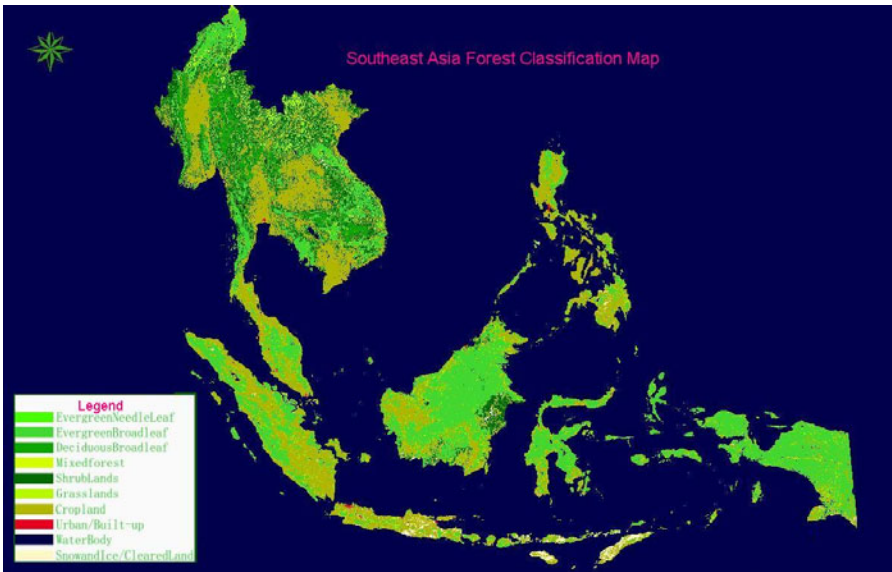 Southeast Asia Forest Classification Map
Legend
EvergreenNeedleLeaf
EvergreenBroadleaf
DeciduousBroadleaf
Mixedforest
ShrubLands
Grasslands
Cropland
Urban/Built-up
WaterBody
SnowandIce/ClearedLand